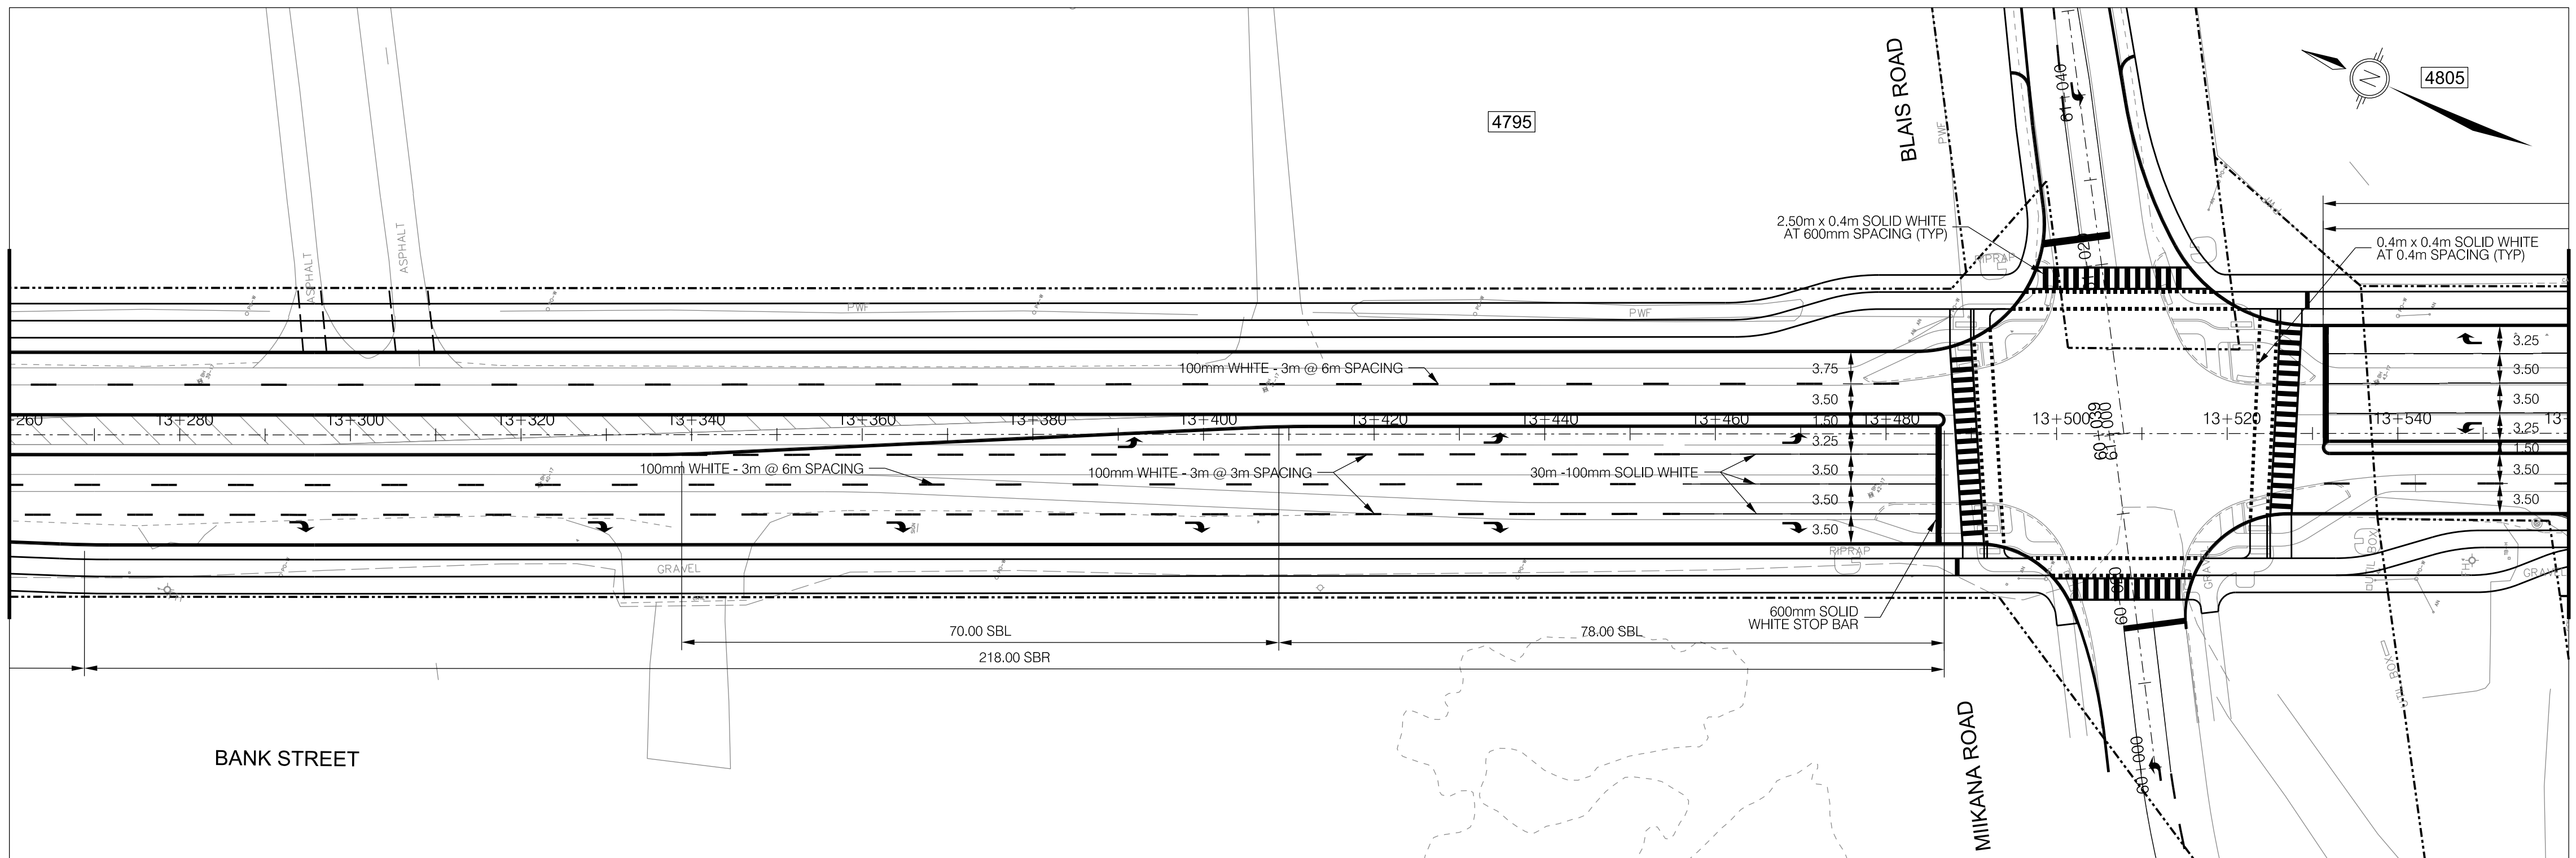 BLAIS ROAD
4795
4805
61+040
PWF
ASPHALT
ASPHALT
2.50m x 0.4m SOLID WHITE
AT 600mm SPACING (TYP)
0.4m x 0.4m SOLID WHITE
AT 0.4m SPACING (TYP)
RIPRAP
PWF
PWF
100mm WHITE - 3m @ 6m SPACING
3.75
3.50
1.50
3.25
3.50
3.50
3.50
3.25
3.50
3.50
3.25
1.50
3.50
3.50
260
13+280
13+300
13+320
13+340
13+360
13+380
13+400
13+420
13+440
13+460
13+480
13+500
13+520
13+540
60+039
61+000
100mm WHITE - 3m @ 6m SPACING
100mm WHITE - 3m @ 3m SPACING
30m -100mm SOLID WHITE
RIPRAP
GRAVEL
GRAVEL
GRAVEL
UTIL BOX
UTIL BOX
600mm SOLID
WHITE STOP BAR
70.00 SBL
78.00 SBL
218.00 SBR
BANK STREET
MIIKANA ROAD
60+000
N